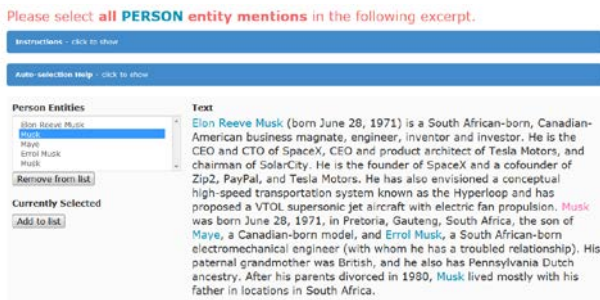 Please select all PERSON entity mentions in the following excerpt.
Instructions - click to show
Auto-selection Help - click to show
Person Entities
Elon Reeve Musk
Musk
Maye
Errol Musk
Musk
Remove from list
Currently Selected
Add to list
Text
Elon Reeve Musk (born June 28, 1971) is a South African-born, Canadian-
American business magnate, engineer, inventor and investor. He is the
CEO and CTO of SpaceX, CEO and product architect of Tesla Motors, and
chairman of SolarCity. He is the founder of SpaceX and a cofounder of
Zip2, PayPal, and Tesla Motors. He has also envisioned a conceptual
high-speed transportation system known as the Hyperloop and has
proposed a VTOL supersonic jet aircraft with electric fan propulsion. Musk
was born June 28, 1971, in Pretoria, Gauteng, South Africa, the son of
Maye, a Canadian-born model, and Errol Musk, a South African-born
electromechanical engineer (with whom he has a troubled relationship). His
paternal grandmother was British, and he also has Pennsylvania Dutch
ancestry. After his parents divorced in 1980, Musk lived mostly with his
father in locations in South Africa.